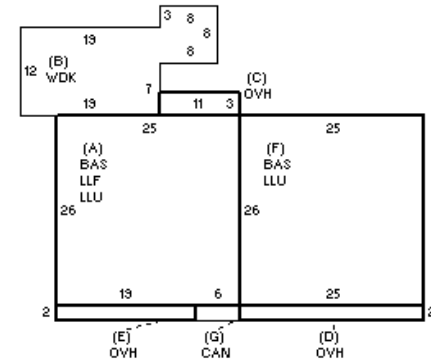 3 8
8
8
19
(B)
WDK
12
19
7
(C)
OVH
11 3
25
25
(A)
BAS
LLF
LLU
(F)
BAS
LLU
26
26
19 6 25
2
2
(E)
OVH
(G)
CAN
(D)
OVH